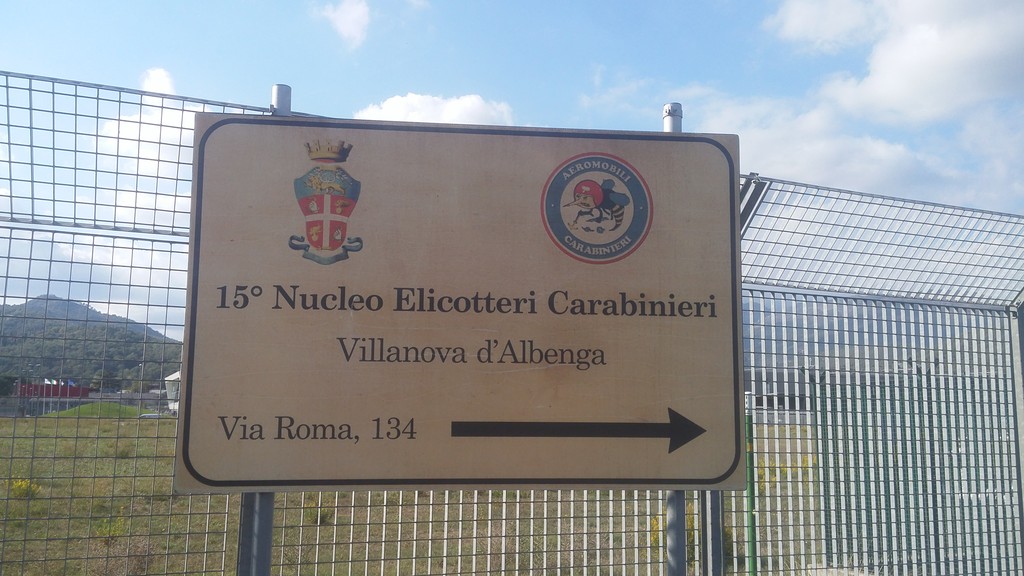 AEROMOBILI
CARABINIERI
15° Nucleo Elicotteri Carabinieri
Villanova d'Albenga
Via Roma, 134